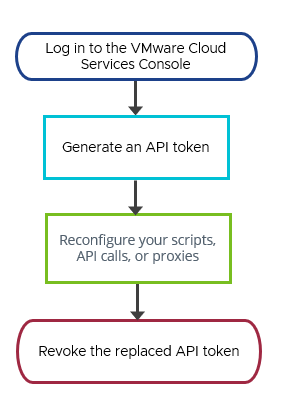 Log in to the VMware Cloud
Services Console
Generate an API token
Reconfigure your scripts,
API calls, or proxies
Revoke the replaced API token